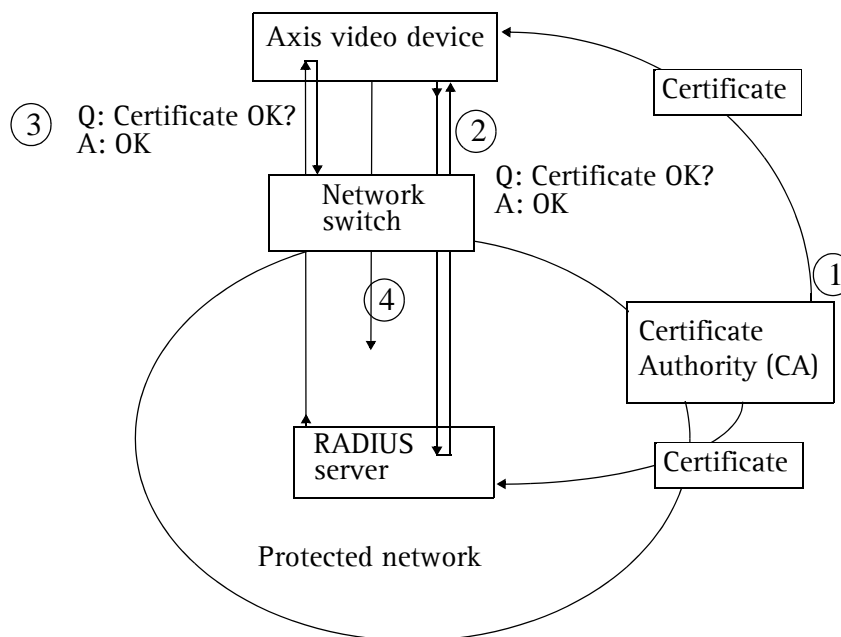 Axis video device
Certificate
3
Q: Certificate OK?
A: OK
2
Q: Certificate OK?
A: OK
Network
switch
1
4
Certificate
Authority (CA)
RADIUS
server
Certificate
Protected network